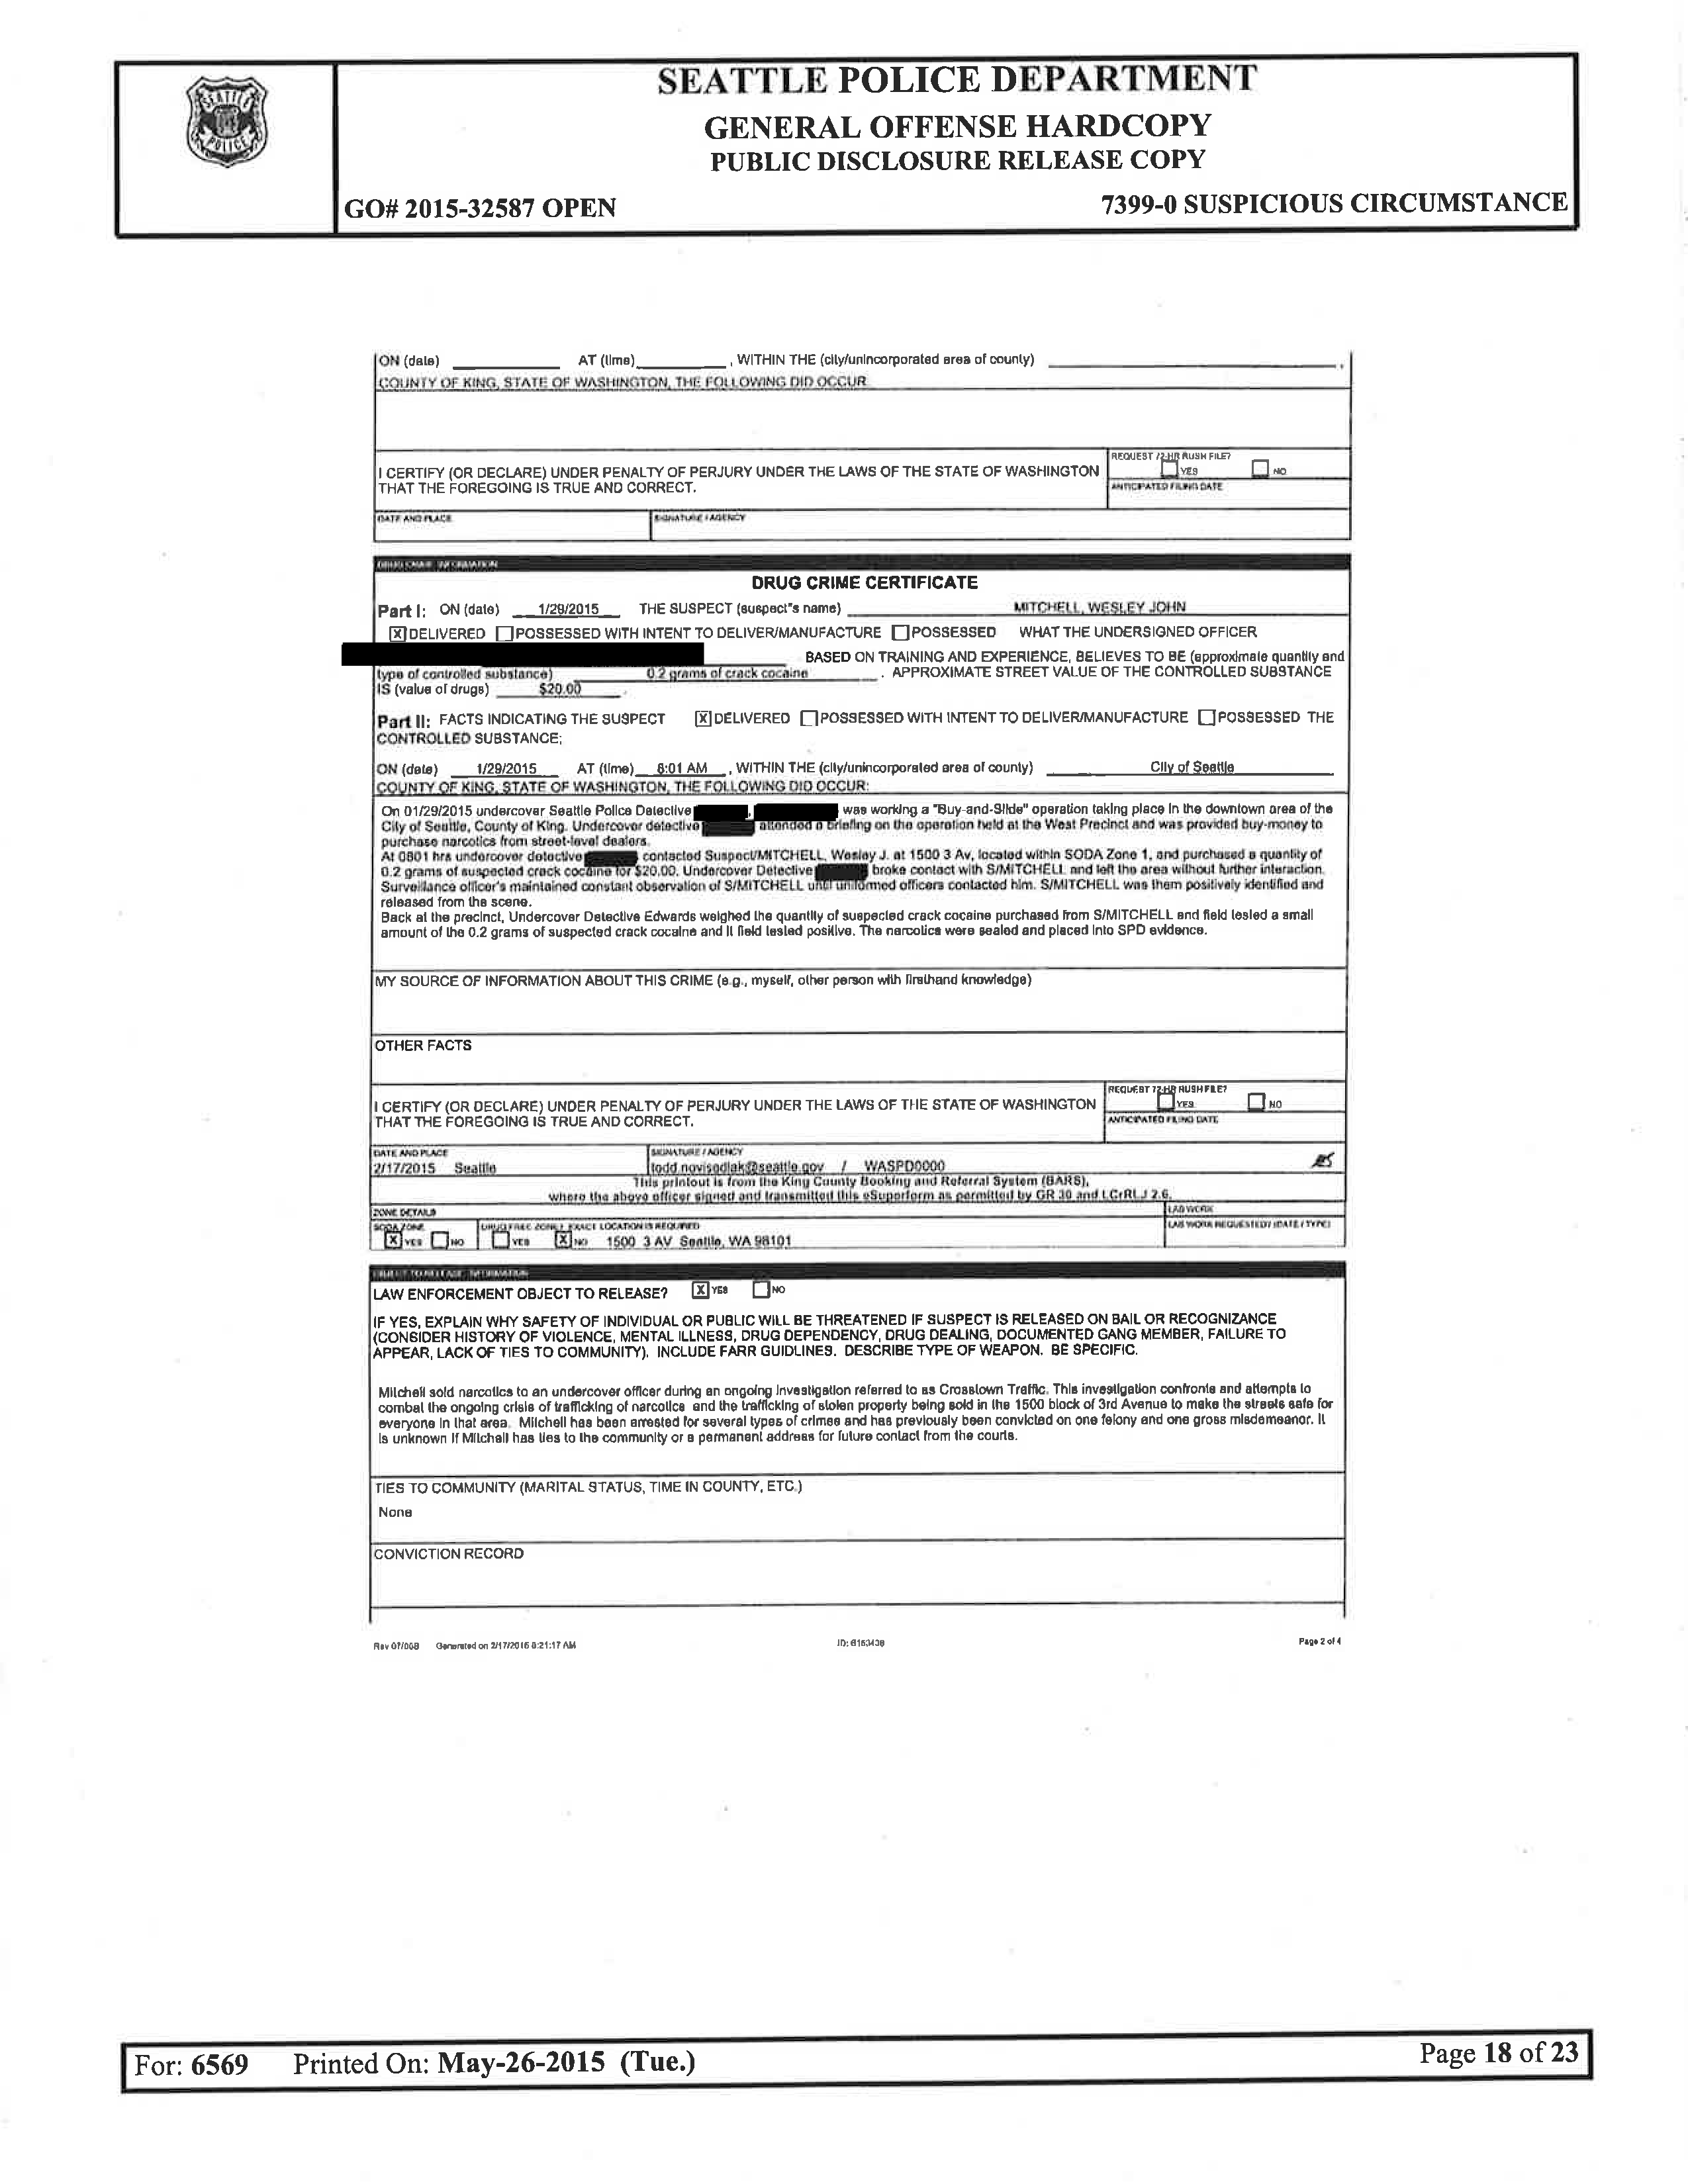 SEATTLE POLICE DEPARTMENT
GENERAL OFFENSE HARDCOPY
PUBLIC DISCLOSURE RELEASE COPY
SEATTLE
POLICE
GO# 2015-32587 OPEN 7399-0 SUSPICIOUS CIRCUMSTANCE
ON (date) AT (time) , WITHIN THE (city/unincorporated area of county) ,
COUNTY OF KING, STATE OF WASHINGTON, THE FOLLOWING DID OCCUR
REQUEST 72-HR RUSH FILE?
YES NO
I CERTIFY (OR DECLARE) UNDER PENALTY OF PERJURY UNDER THE LAWS OF THE STATE OF WASHINGTON
THAT THE FOREGOING IS TRUE AND CORRECT.
ANTICIPATED FILING DATE
DATE AND PLACE SIGNATURE / AGENCY
DRUG CRIME INFORMATION
DRUG CRIME CERTIFICATE
Part I: ON (date) 1/29/2015 THE SUSPECT (suspect"s name) MITCHELL, WESLEY JOHN
[X] DELIVERED POSSESSED WITH INTENT TO DELIVER/MANUFACTURE POSSESSED WHAT THE UNDERSIGNED OFFICER
BASED ON TRAINING AND EXPERIENCE, BELIEVES TO BE (approximate quantity and
type of controlled substance) 0.2 grams of crack cocaine . APPROXIMATE STREET VALUE OF THE CONTROLLED SUBSTANCE
IS (value of drugs) $20.00 .
Part II: FACTS INDICATING THE SUSPECT [X] DELIVERED POSSESSED WITH INTENT TO DELIVER/MANUFACTURE POSSESSED THE
CONTROLLED SUBSTANCE;
ON (date) 1/29/2015 AT (time) 8:01 AM , WITHIN THE (city/unincorporated area of county) City of Seattle
COUNTY OF KING, STATE OF WASHINGTON, THE FOLLOWING DID OCCUR:
On 01/29/2015 undercover Seattle Police Detective , was working a "Buy-and-Slide" operation taking place in the downtown area of the
City of Seattle, County of King. Undercover detective attended a briefing on the operation held at the West Precinct and was provided buy-money to
purchase narcotics from street-level dealers.
At 0801 hrs undercover detective contacted Suspect/MITCHELL, Wesley J. at 1500 3 Av, located within SODA Zone 1, and purchased a quantity of
0.2 grams of suspected crack cocaine for $20.00. Undercover Detective broke contact with S/MITCHELL and left the area without further interaction.
Surveillance officer's maintained constant observation of S/MITCHELL until uniformed officers contacted him. S/MITCHELL was them positively identified and
released from the scene.
Back at the precinct, Undercover Detective Edwards weighed the quantity of suspected crack cocaine purchased from S/MITCHELL and field tested a small
amount of the 0.2 grams of suspected crack cocaine and it field tested positive. The narcotics were sealed and placed into SPD evidence.
MY SOURCE OF INFORMATION ABOUT THIS CRIME (e.g., myself, other person with firsthand knowledge)
OTHER FACTS
REQUEST 72-HR RUSH FILE?
YES NO
I CERTIFY (OR DECLARE) UNDER PENALTY OF PERJURY UNDER THE LAWS OF THE STATE OF WASHINGTON
THAT THE FOREGOING IS TRUE AND CORRECT.
ANTICIPATED FILING DATE
DATE AND PLACE SIGNATURE / AGENCY
2/17/2015 Seattle todd.novisedlak@seattle.gov / WASPD0000
This printout is from the King County Booking and Referral System (BARS),
where the above officer signed and transmitted this eSuperform as permitted by GR 30 and LCrRLJ 2.6.
ZONE DETAILS LAB WORK
SODA ZONE DRUG FREE ZONE? EXACT LOCATION IS REQUIRED LAB WORK REQUESTED? (DATE / TYPE)
[X] YES NO YES [X] NO 1500 3 AV Seattle, WA 98101
OBJECT TO RELEASE INFORMATION
LAW ENFORCEMENT OBJECT TO RELEASE? [X] YES NO
IF YES, EXPLAIN WHY SAFETY OF INDIVIDUAL OR PUBLIC WILL BE THREATENED IF SUSPECT IS RELEASED ON BAIL OR RECOGNIZANCE
(CONSIDER HISTORY OF VIOLENCE, MENTAL ILLNESS, DRUG DEPENDENCY, DRUG DEALING, DOCUMENTED GANG MEMBER, FAILURE TO
APPEAR, LACK OF TIES TO COMMUNITY). INCLUDE FARR GUIDLINES. DESCRIBE TYPE OF WEAPON. BE SPECIFIC.
Mitchell sold narcotics to an undercover officer during an ongoing investigation referred to as Crosstown Traffic. This investigation confronts and attempts to
combat the ongoing crisis of trafficking of narcotics and the trafficking of stolen property being sold in the 1500 block of 3rd Avenue to make the streets safe for
everyone in that area. Mitchell has been arrested for several types of crimes and has previously been convicted on one felony and one gross misdemeanor. It
is unknown if Mitchell has ties to the community or a permanent address for future contact from the courts.
TIES TO COMMUNITY (MARITAL STATUS, TIME IN COUNTY, ETC.)
None
CONVICTION RECORD
Rev 07/008 Generated on 2/17/2015 8:21:17 AM ID: 6153438 Page 2 of 4
For: 6569 Printed On: May-26-2015 (Tue.) Page 18 of 23